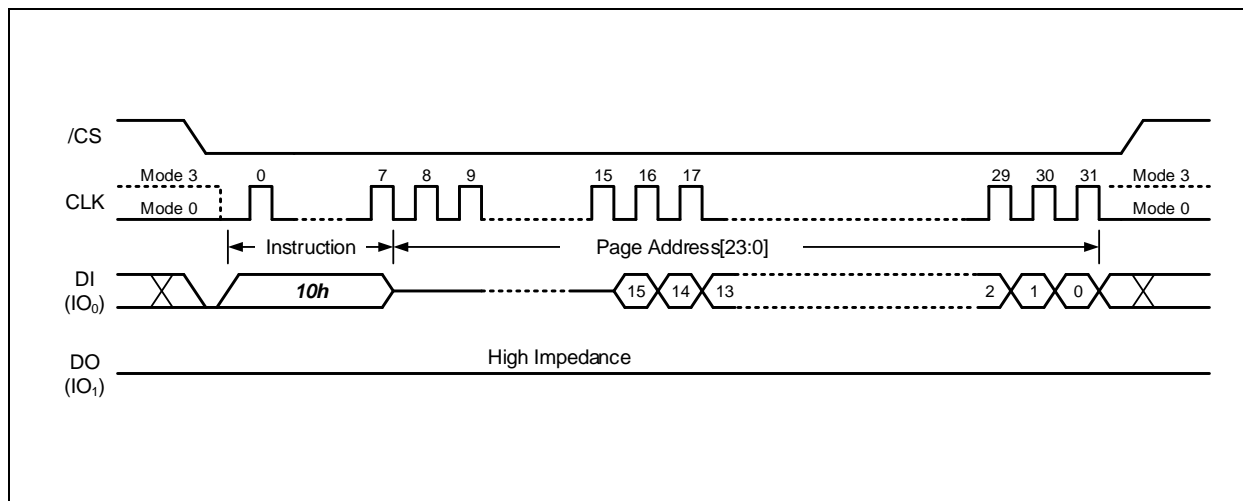 /CS
Mode 3 0 7 8 9 15 16 17 29 30 31 Mode 3
CLK
Mode 0 Mode 0
Instruction Page Address[23:0]
DI
(IO₀)
10h 15 14 13 2 1 0
High Impedance
DO
(IO₁)